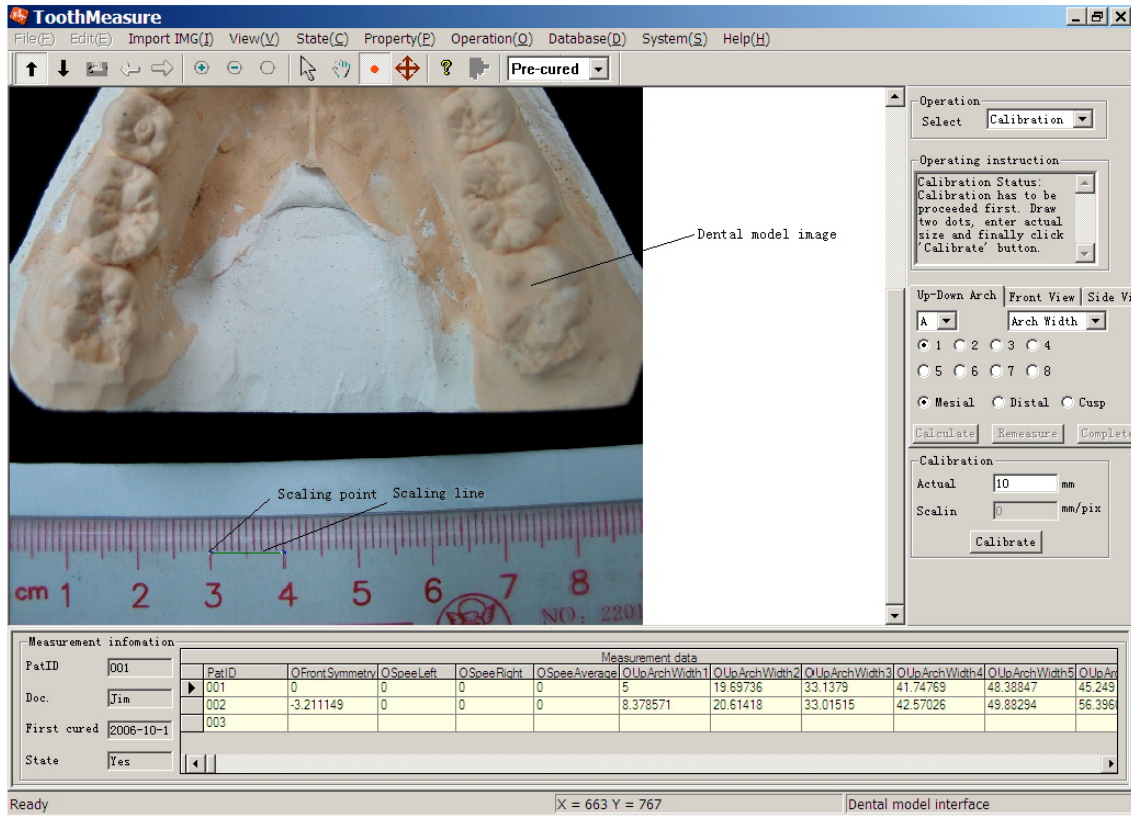 ToothMeasure
File(F) Edit(E) Import IMG(I) View(V) State(C) Property(P) Operation(O) Database(D) System(S) Help(H)
Pre-cured
Operation
Select Calibration
Operating instruction
Calibration Status:
Calibration has to be
proceeded first. Draw
two dots, enter actual
size and finally click
'Calibrate' button.
Dental model image
Up-Down Arch Front View Side Vi
A Arch Width
1 2 3 4
5 6 7 8
Mesial Distal Cusp
Calculate Remeasure Complete
Calibration
Actual 10 mm
Scalin 0 mm/pix
Calibrate
Scaling point Scaling line
cm 1 2 3 4 5 6 7 8
NO: 2201
Measurement infomation
PatID 001
Doc. Jim
First cured 2006-10-1
State Yes
Measurement data
PatID OFrontSymmetry OSpeeLeft OSpeeRight OSpeeAverage OUpArchWidth1 OUpArchWidth2 OUpArchWidth3 OUpArchWidth4 OUpArchWidth5 OUpArc
001 0 0 0 0 5 19.69736 33.1379 41.74769 48.38847 45.249
002 -3.211149 0 0 0 8.378571 20.61418 33.01515 42.57026 49.88294 56.3968
003
Ready X = 663 Y = 767 Dental model interface